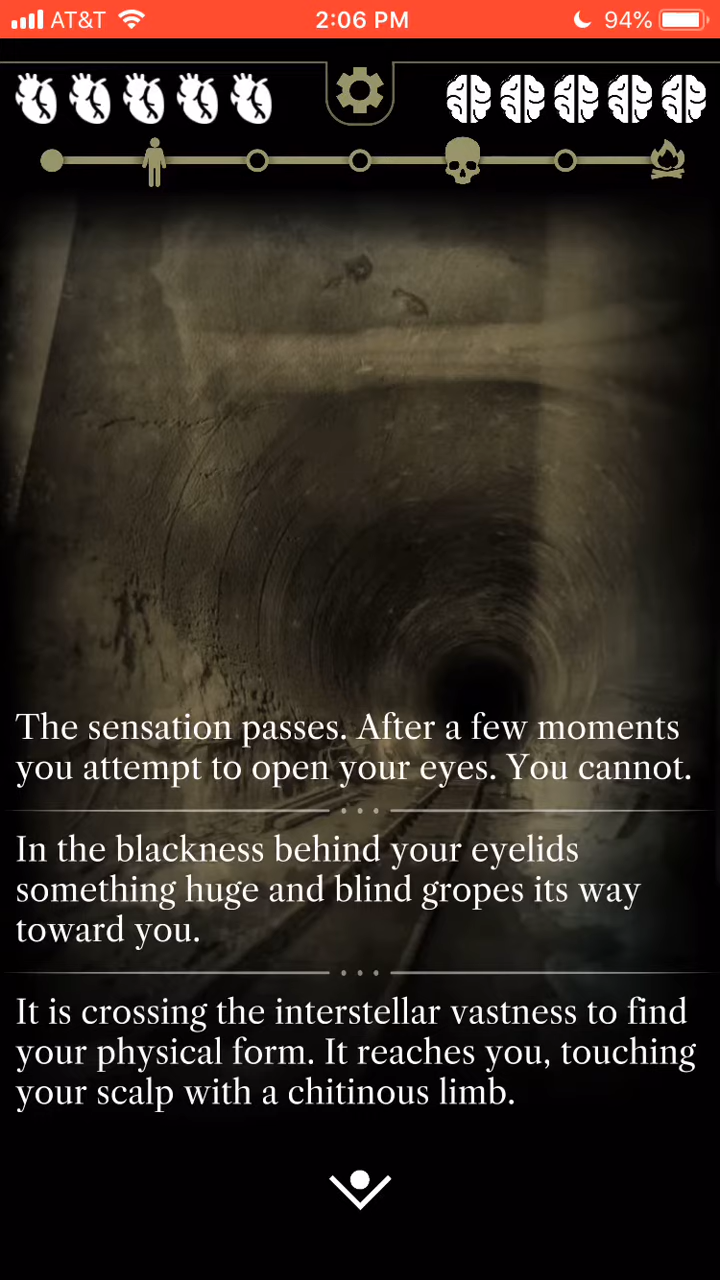 AT&T 2:06 PM 94%
The sensation passes. After a few moments
you attempt to open your eyes. You cannot.
In the blackness behind your eyelids
something huge and blind gropes its way
toward you.
It is crossing the interstellar vastness to find
your physical form. It reaches you, touching
your scalp with a chitinous limb.